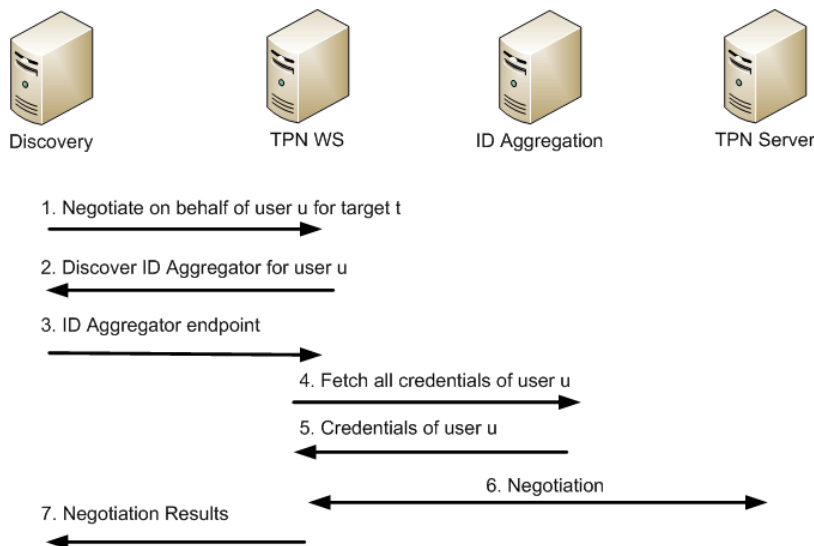 Discovery
TPN WS
ID Aggregation
TPN Server
1. Negotiate on behalf of user u for target t
2. Discover ID Aggregator for user u
3. ID Aggregator endpoint
4. Fetch all credentials of user u
5. Credentials of user u
6. Negotiation
7. Negotiation Results